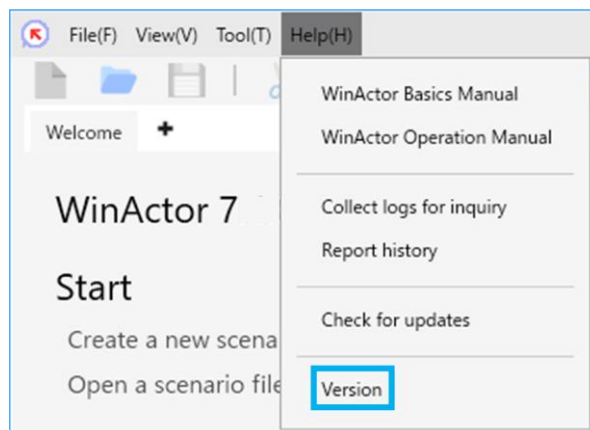 File(F) View(V) Tool(T) Help(H)
Welcome +
WinActor 7
Start
Create a new scena
Open a scenario file
WinActor Basics Manual
WinActor Operation Manual
Collect logs for inquiry
Report history
Check for updates
Version